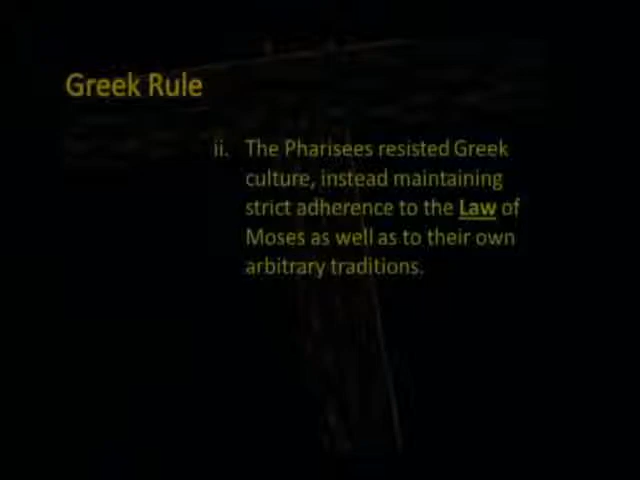 Greek Rule
ii. The Pharisees resisted Greek
culture, instead maintaining
strict adherence to the Law of
Moses as well as to their own
arbitrary traditions.